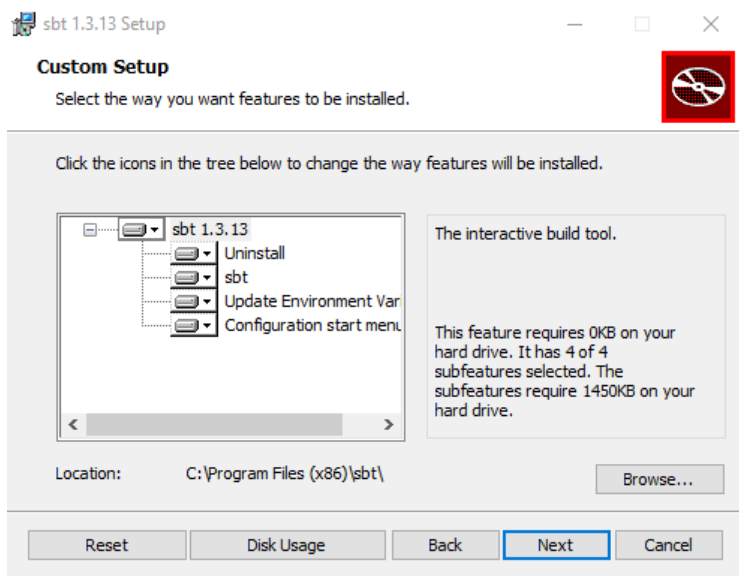 sbt 1.3.13 Setup
Custom Setup
Select the way you want features to be installed.
Click the icons in the tree below to change the way features will be installed.
sbt 1.3.13
Uninstall
sbt
Update Environment Vari
Configuration start menu
The interactive build tool.
This feature requires 0KB on your
hard drive. It has 4 of 4
subfeatures selected. The
subfeatures require 1450KB on your
hard drive.
Location: C:\Program Files (x86)\sbt\
Browse...
Reset Disk Usage Back Next Cancel